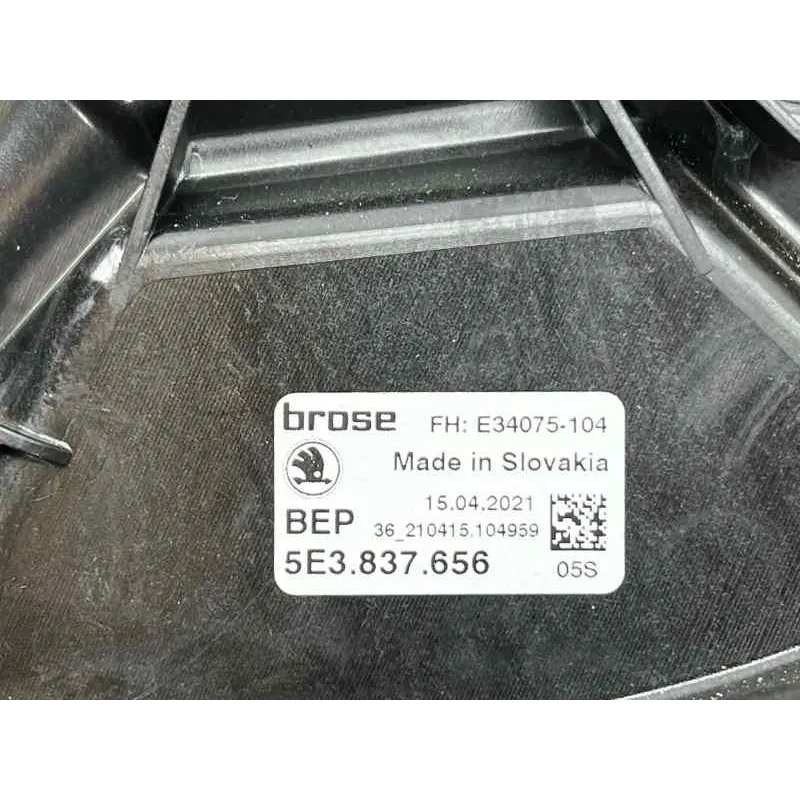 brose FH: E34075-104
Made in Slovakia
15.04.2021
BEP 36_210415.104959
5E3.837.656 05S